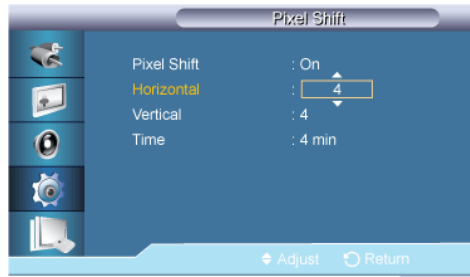 Pixel Shift
Pixel Shift : On
Horizontal : 4
Vertical : 4
Time : 4 min
Adjust Return